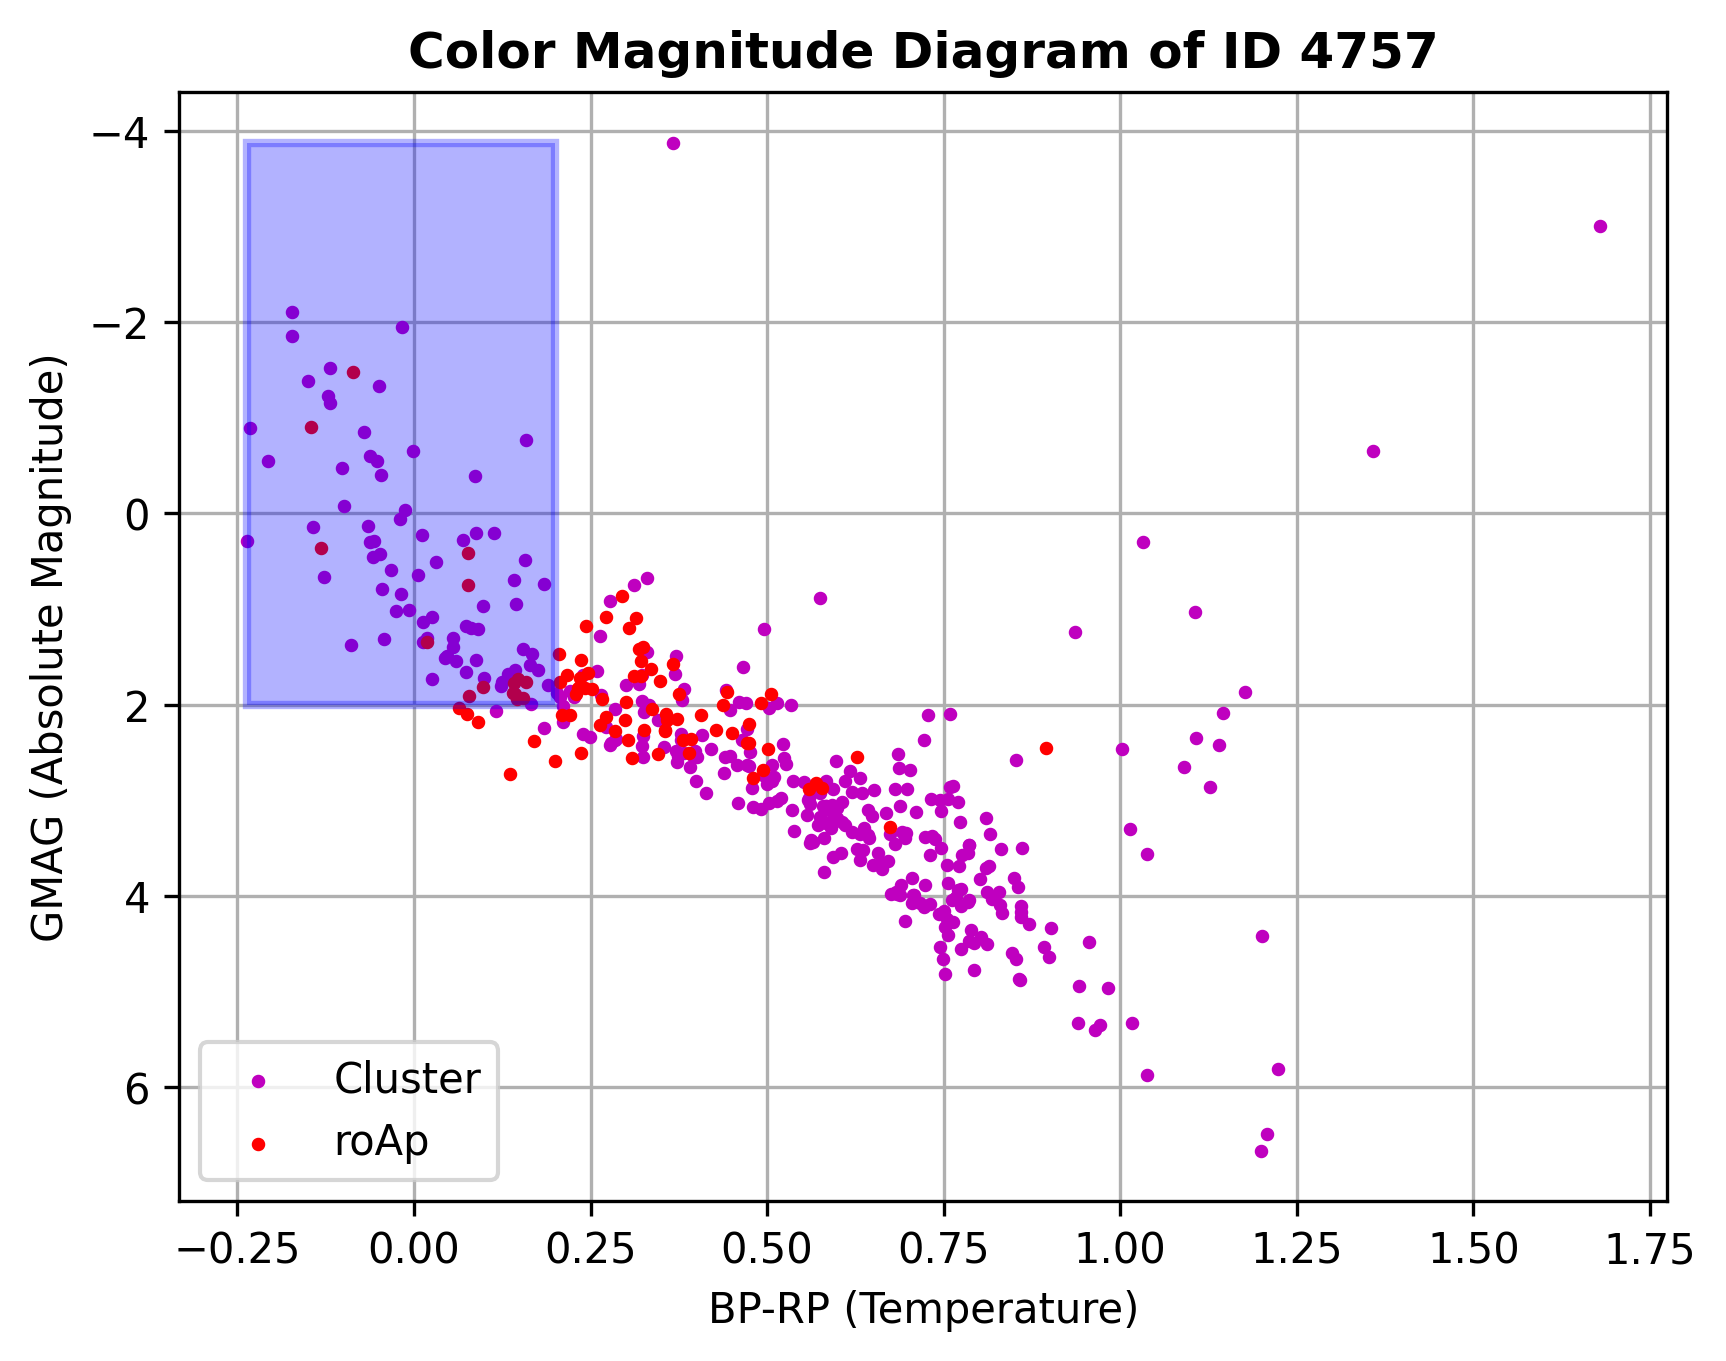 Color Magnitude Diagram of ID 4757
GMAG (Absolute Magnitude)
−4
−2
0
2
4
6
Cluster
roAp
−0.25 0.00 0.25 0.50 0.75 1.00 1.25 1.50 1.75
BP-RP (Temperature)